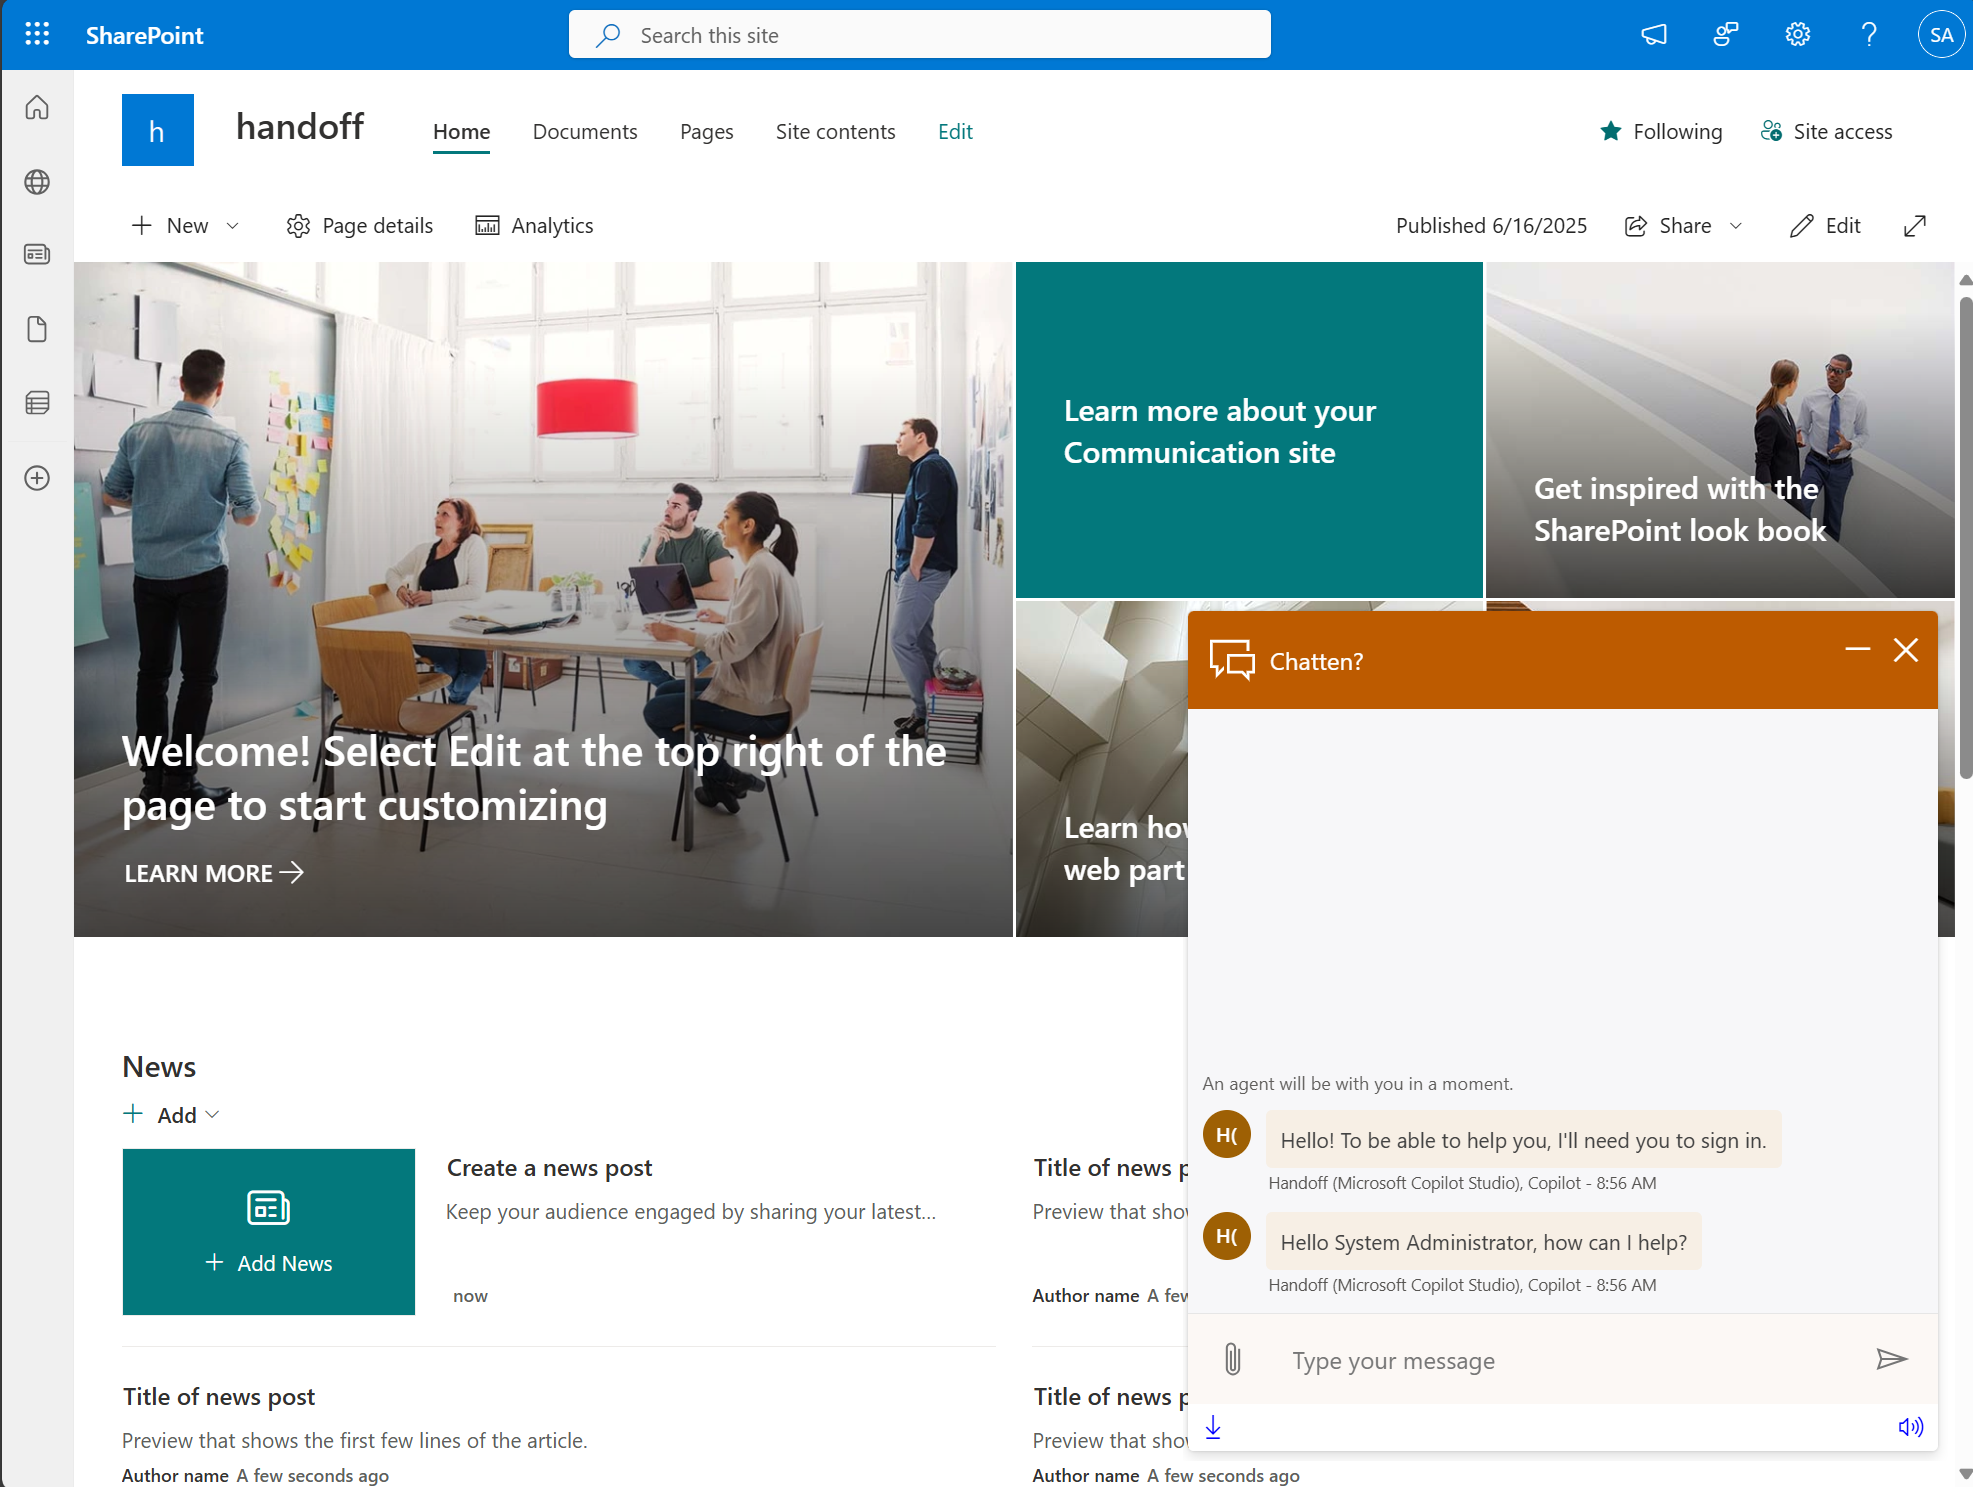 SharePoint
Search this site
SA
h
handoff
Home
Documents
Pages
Site contents
Edit
Following
Site access
New
Page details
Analytics
Published 6/16/2025
Share
Edit
Welcome! Select Edit at the top right of the
page to start customizing
LEARN MORE
Learn more about your
Communication site
Get inspired with the
SharePoint look book
Learn how
web part
News
Add
Add News
Create a news post
Keep your audience engaged by sharing your latest...
now
Title of news p
Preview that show
Author name A few
Title of news post
Preview that shows the first few lines of the article.
Author name A few seconds ago
Title of news p
Preview that show
Author name A few seconds ago
Chatten?
An agent will be with you in a moment.
H(
Hello! To be able to help you, I'll need you to sign in.
Handoff (Microsoft Copilot Studio), Copilot - 8:56 AM
H(
Hello System Administrator, how can I help?
Handoff (Microsoft Copilot Studio), Copilot - 8:56 AM
Type your message